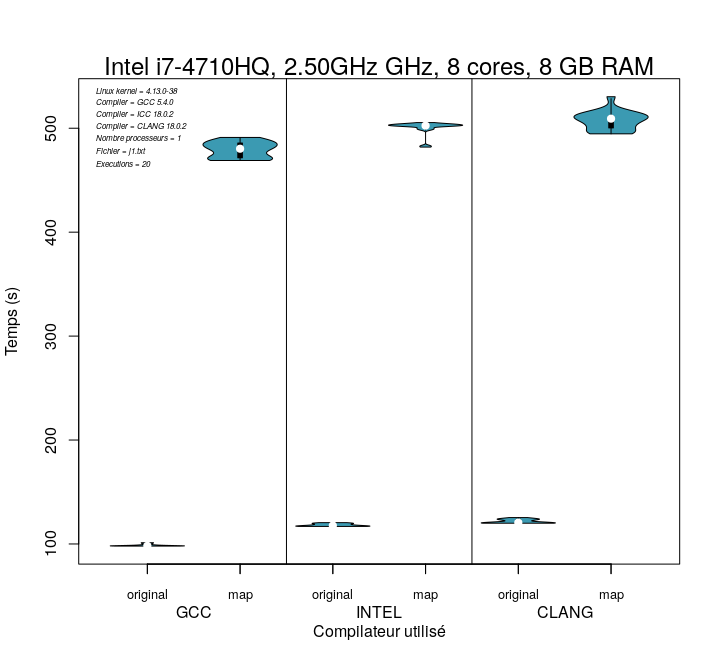 Intel i7-4710HQ, 2.50GHz GHz, 8 cores, 8 GB RAM
Linux kernel = 4.13.0-38
Compiler = GCC 5.4.0
Compiler = ICC 18.0.2
Compiler = CLANG 18.0.2
Nombre processeurs = 1
Fichier = j1.txt
Executions = 20
Temps (s)
500
400
300
200
100
original map original map original map
GCC INTEL CLANG
Compilateur utilisé